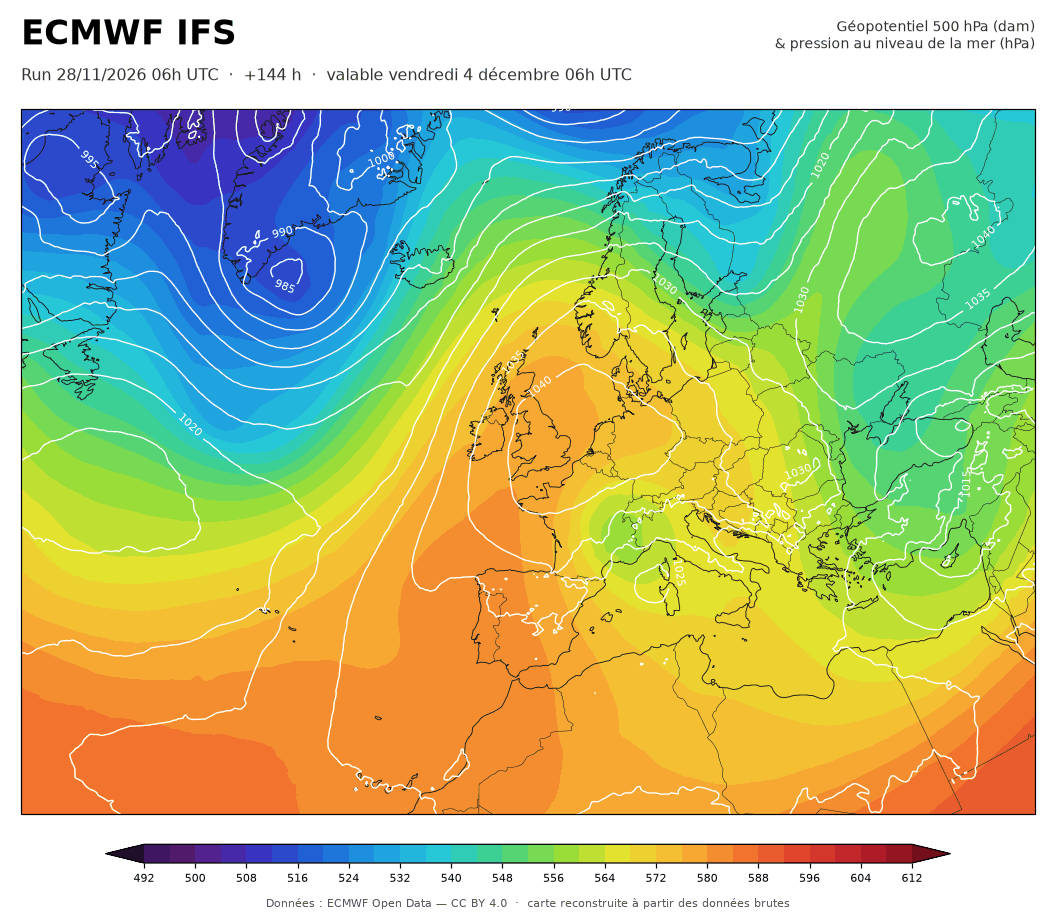 ECMWF IFS
Géopotentiel 500 hPa (dam)
& pression au niveau de la mer (hPa)
Run 28/11/2026 06h UTC · +144 h · valable vendredi 4 décembre 06h UTC
995
1000
1020
990
1040
985
1035
1030
1030
1040
1020
1030
1015
1025
492 500 508 516 524 532 540 548 556 564 572 580 588 596 604 612
Données : ECMWF Open Data — CC BY 4.0 · carte reconstruite à partir des données brutes